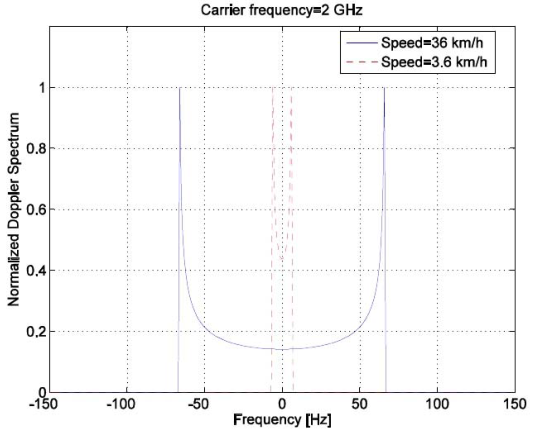 Carrier frequency=2 GHz
Speed=36 km/h
Speed=3.6 km/h
Normalized Doppler Spectrum
1
0.8
0.6
0.4
0.2
0
-150 -100 -50 0 50 100 150
Frequency [Hz]